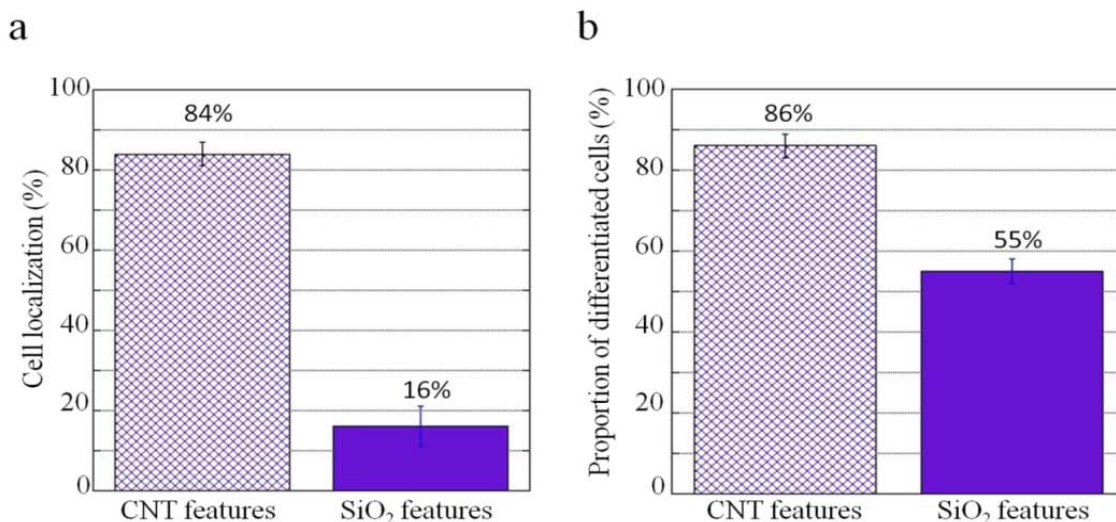 a
Cell localization (%)
100
80
60
40
20
0
84%
16%
CNT features
SiO₂ features
b
Proportion of differentiated cells (%)
100
80
60
40
20
0
86%
55%
CNT features
SiO₂ features